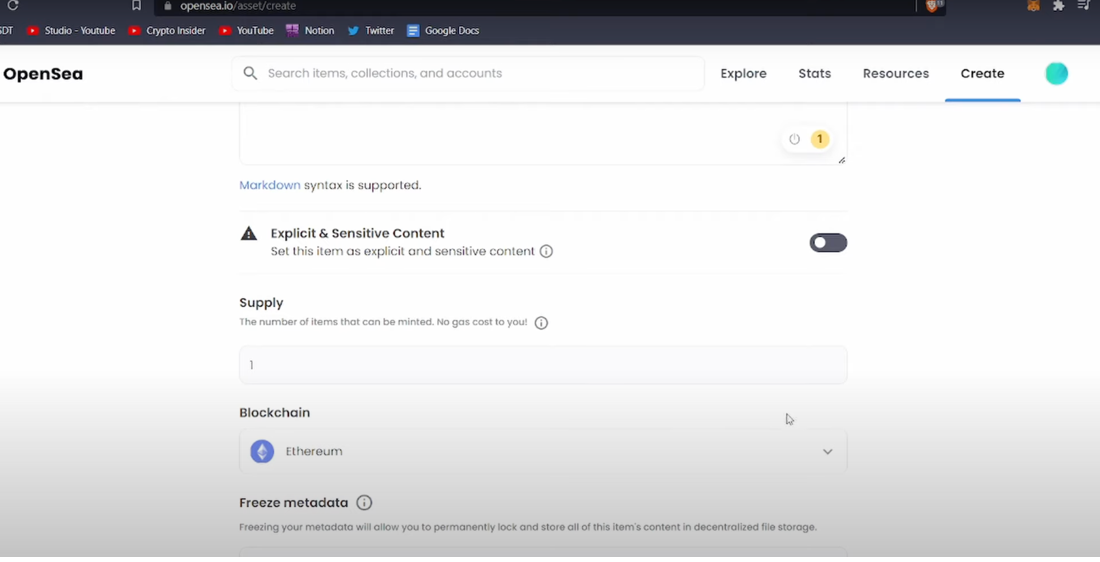 opensea.io/asset/create
SDT Studio - Youtube Crypto Insider YouTube Notion Twitter Google Docs
OpenSea Search items, collections, and accounts Explore Stats Resources Create
1
Markdown syntax is supported.
Explicit & Sensitive Content
Set this item as explicit and sensitive content
Supply
The number of items that can be minted. No gas cost to you!
1
Blockchain
Ethereum
Freeze metadata
Freezing your metadata will allow you to permanently lock and store all of this item's content in decentralized file storage.